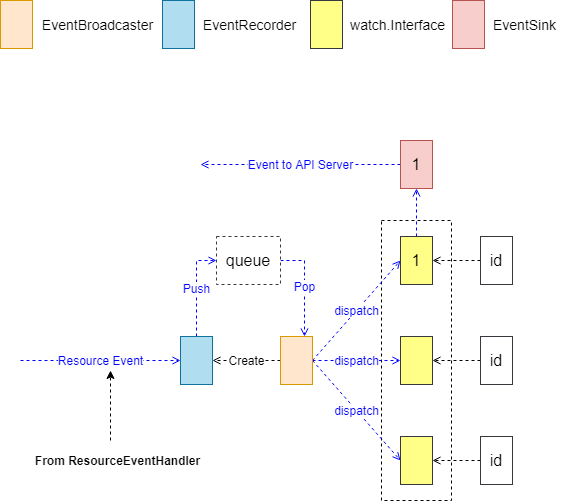 EventBroadcaster
EventRecorder
watch.Interface
EventSink
Event to API Server
1
queue
1
id
Push
Pop
dispatch
Resource Event
Create
dispatch
id
dispatch
From ResourceEventHandler
id